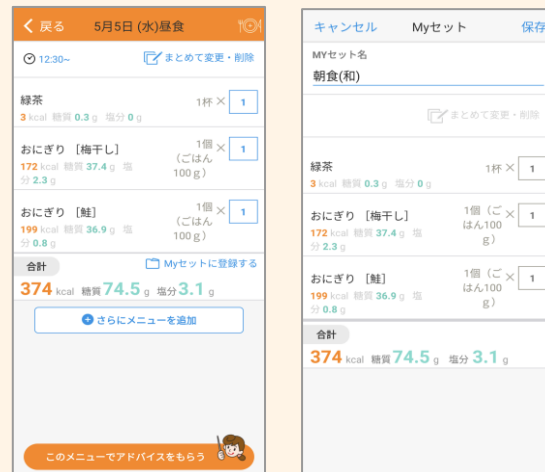 戻る 5月5日 (水)昼食
12:30~ まとめて変更・削除
緑茶 1杯 × 1
3 kcal 糖質 0.3 g 塩分 0 g
おにぎり [梅干し] 1個 × 1
(ごはん
172 kcal 糖質 37.4 g 塩 100 g)
分 2.3 g
おにぎり [鮭] 1個 × 1
(ごはん
199 kcal 糖質 36.9 g 塩 100 g)
分 0.8 g
合計 Myセットに登録する
374 kcal 糖質 74.5 g 塩分 3.1 g
さらにメニューを追加
このメニューでアドバイスをもらう
キャンセル Myセット 保存
MYセット名
朝食(和)
まとめて変更・削除
緑茶 1杯 × 1
3 kcal 糖質 0.3 g 塩分 0 g
おにぎり [梅干し] 1個 (ご × 1
はん100
172 kcal 糖質 37.4 g 塩 g)
分 2.3 g
おにぎり [鮭] 1個 (ご × 1
はん100
199 kcal 糖質 36.9 g 塩 g)
分 0.8 g
合計
374 kcal 糖質 74.5 g 塩分 3.1 g